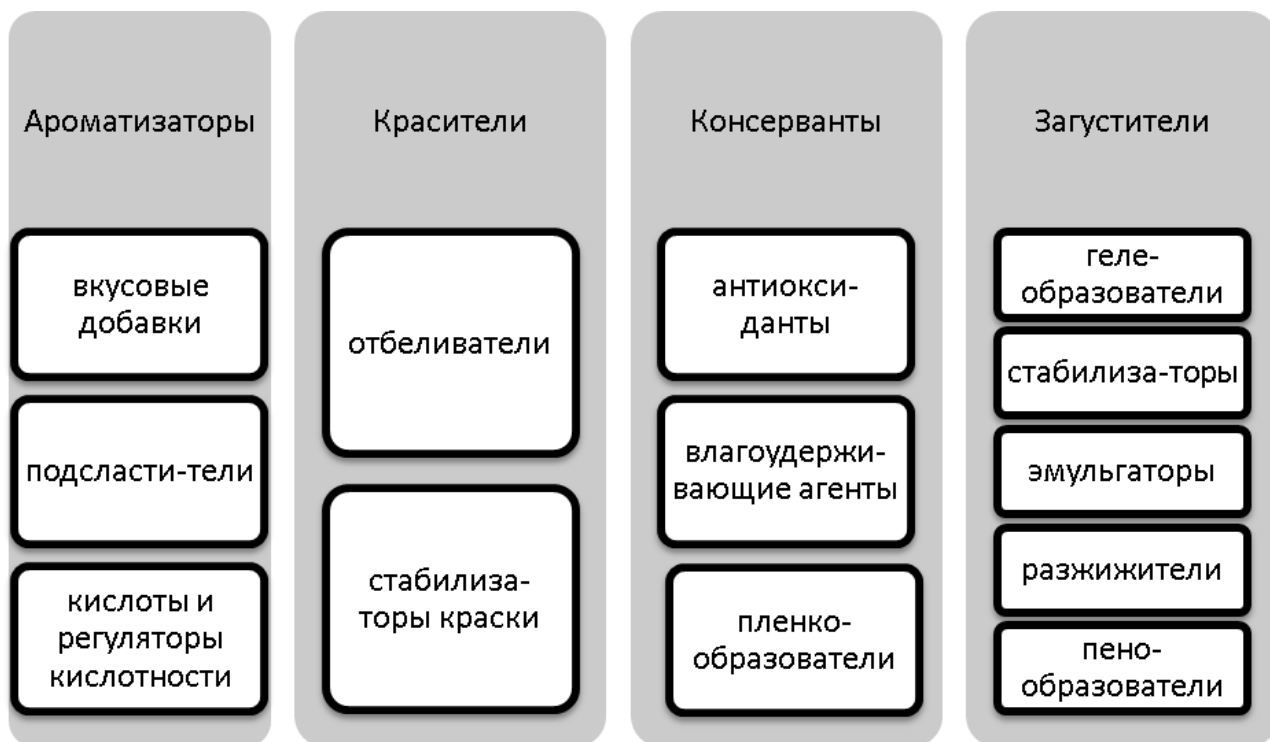 Ароматизаторы
вкусовые
добавки
подсласти-тели
кислоты и
регуляторы
кислотности
Красители
отбеливатели
стабилиза-
торы краски
Консерванты
антиокси-
данты
влагоудержи-
вающие агенты
пленко-
образователи
Загустители
геле-
образователи
стабилиза-торы
эмульгаторы
разжижители
пено-
образователи